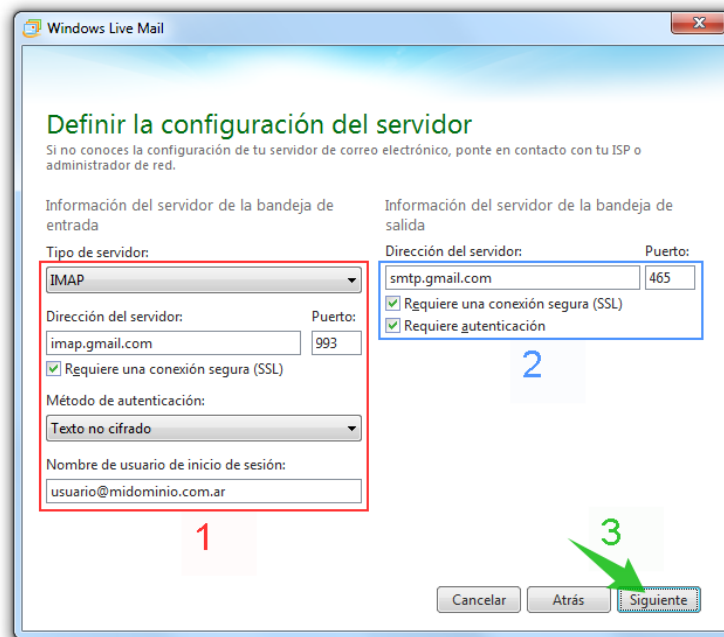 Windows Live Mail
Definir la configuración del servidor
Si no conoces la configuración de tu servidor de correo electrónico, ponte en contacto con tu ISP o
administrador de red.
Información del servidor de la bandeja de
entrada
Tipo de servidor:
IMAP
Dirección del servidor: Puerto:
imap.gmail.com 993
Requiere una conexión segura (SSL)
Método de autenticación:
Texto no cifrado
Nombre de usuario de inicio de sesión:
usuario@midominio.com.ar
1
Información del servidor de la bandeja de
salida
Dirección del servidor: Puerto:
smtp.gmail.com 465
Requiere una conexión segura (SSL)
Requiere autenticación
2
3
Cancelar Atrás Siguiente